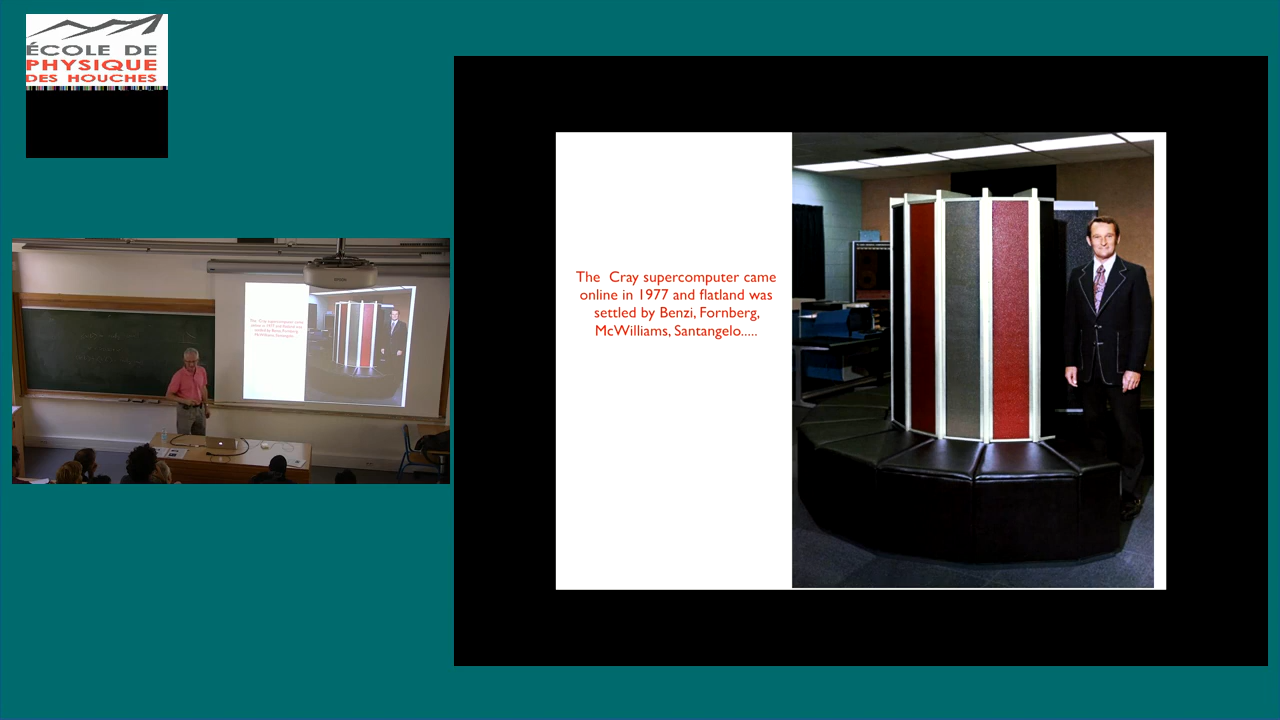 ÉCOLE DE
PHYSIQUE
DES HOUCHES
The Cray supercomputer came
online in 1977 and flatland was
settled by Benzi, Fornberg,
McWilliams, Santangelo.....